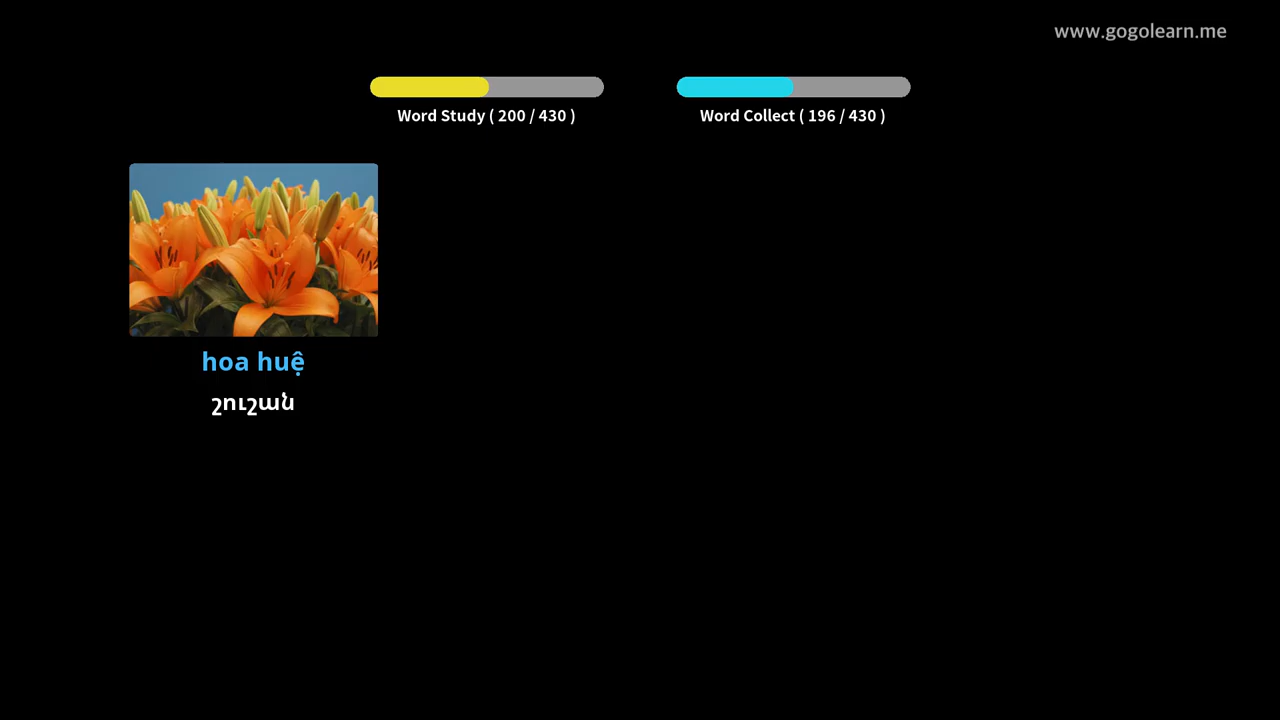 www.gogolearn.me
Word Study ( 200 / 430 )
Word Collect ( 196 / 430 )
hoa huệ
շուշան